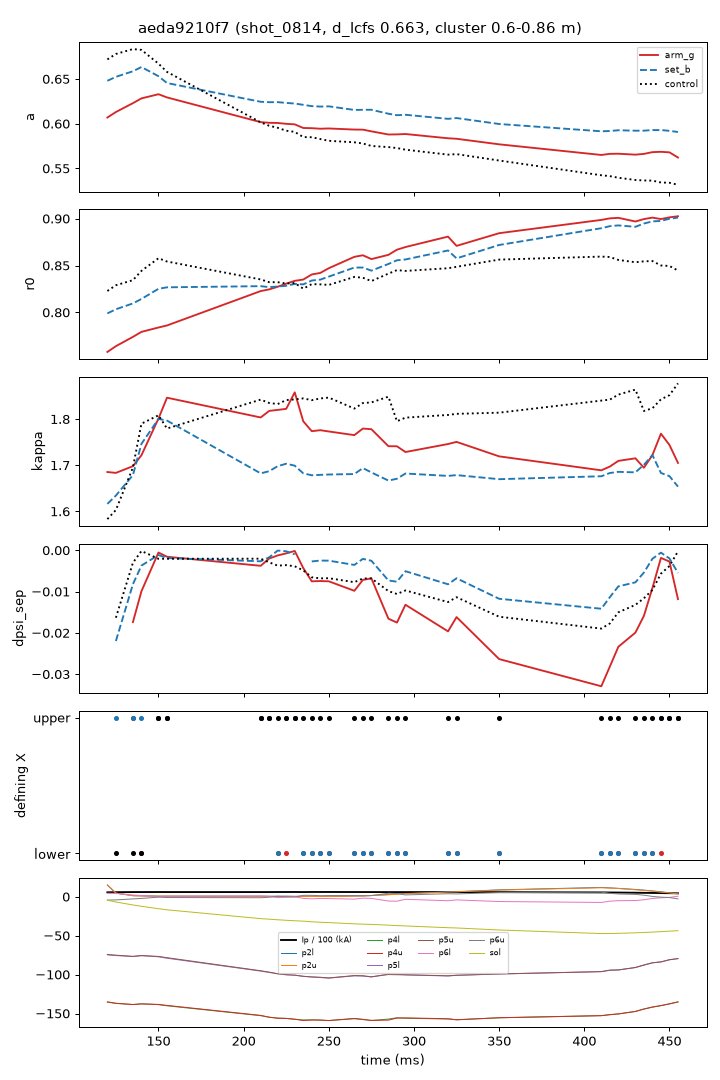 aeda9210f7 (shot_0814, d_lcfs 0.663, cluster 0.6-0.86 m)
arm_g
set_b
control
0.65
0.60
0.55
a
0.90
0.85
0.80
r0
1.8
1.7
1.6
kappa
0.00
−0.01
−0.02
−0.03
dpsi_sep
upper
lower
defining X
0
−50
−100
−150
Ip / 100 (kA)
p2l
p2u
p4l
p4u
p5l
p5u
p6l
p6u
sol
150
200
250
300
350
400
450
time (ms)